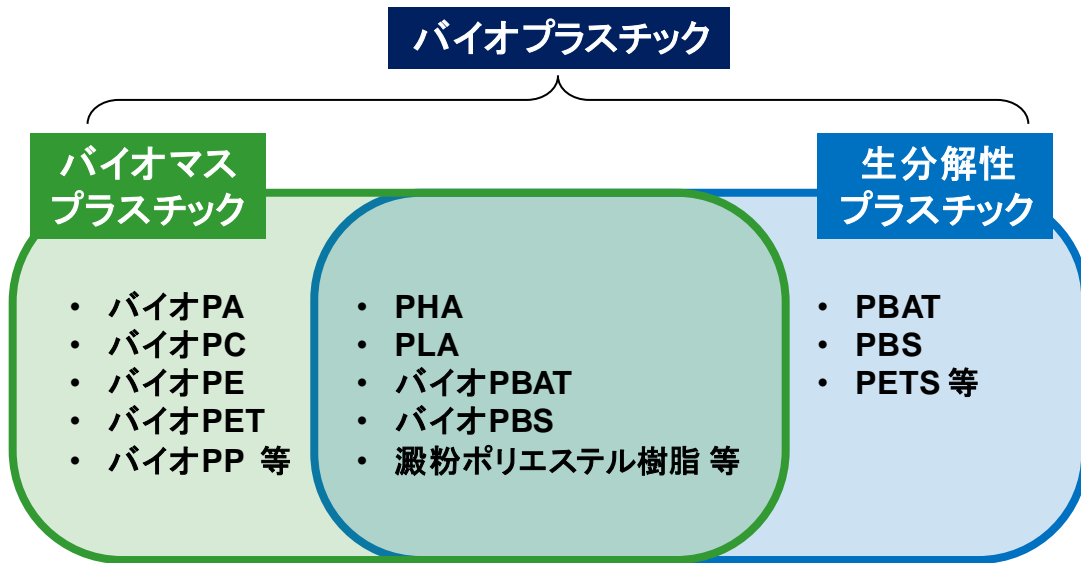 バイオプラスチック
バイオマス
プラスチック
生分解性
プラスチック
・ バイオPA
・ バイオPC
・ バイオPE
・ バイオPET
・ バイオPP 等
・ PHA
・ PLA
・ バイオPBAT
・ バイオPBS
・ 澱粉ポリエステル樹脂 等
・ PBAT
・ PBS
・ PETS 等